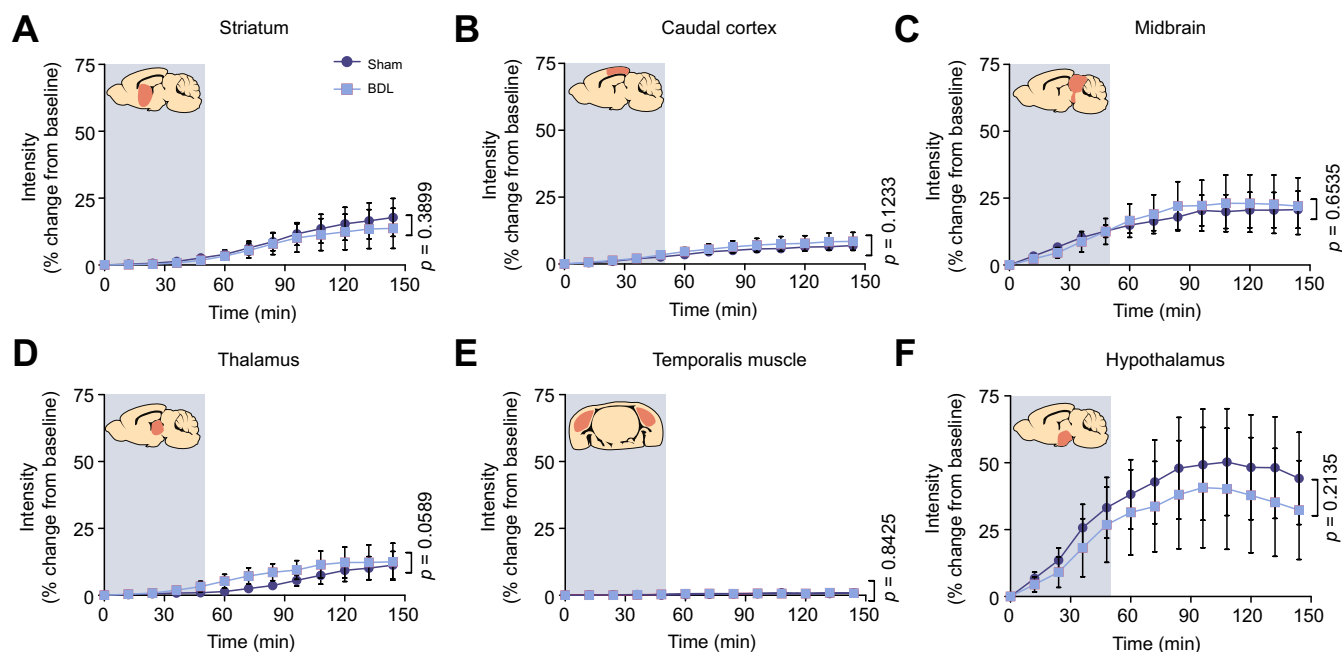 A
Striatum
75
50
25
0
Intensity
(% change from baseline)
Sham
BDL
p = 0.3899
0 30 60 90 120 150
Time (min)
B
Caudal cortex
75
50
25
0
Intensity
(% change from baseline)
p = 0.1233
0 30 60 90 120 150
Time (min)
C
Midbrain
75
50
25
0
Intensity
(% change from baseline)
p = 0.6535
0 30 60 90 120 150
Time (min)
D
Thalamus
75
50
25
0
Intensity
(% change from baseline)
p = 0.0589
0 30 60 90 120 150
Time (min)
E
Temporalis muscle
75
50
25
0
Intensity
(% change from baseline)
p = 0.8425
0 30 60 90 120 150
Time (min)
F
Hypothalamus
75
50
25
0
Intensity
(% change from baseline)
p = 0.2135
0 30 60 90 120 150
Time (min)